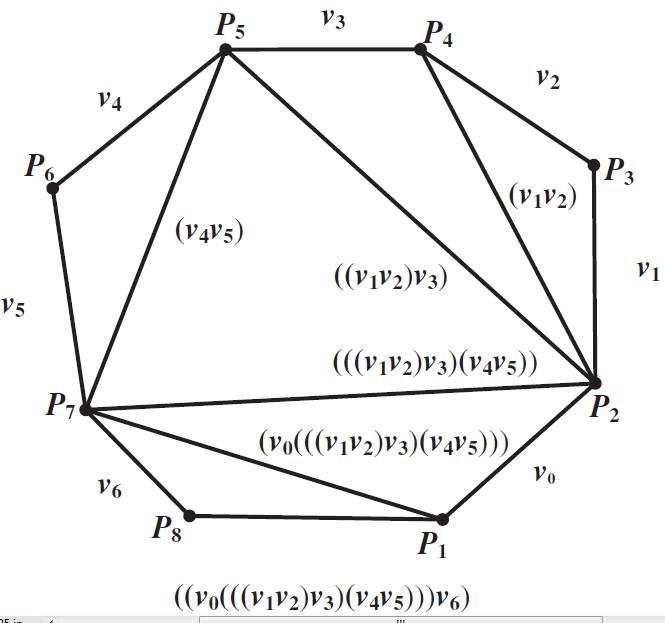 v₃
P₅
P₄
v₂
v₄
P₆
P₃
(v₁v₂)
(v₄v₅)
v₁
((v₁v₂)v₃)
v₅
(((v₁v₂)v₃)(v₄v₅))
P₇
P₂
(v₀(((v₁v₂)v₃)(v₄v₅)))
v₆
v₀
P₈
P₁
((v₀(((v₁v₂)v₃)(v₄v₅)))v₆)